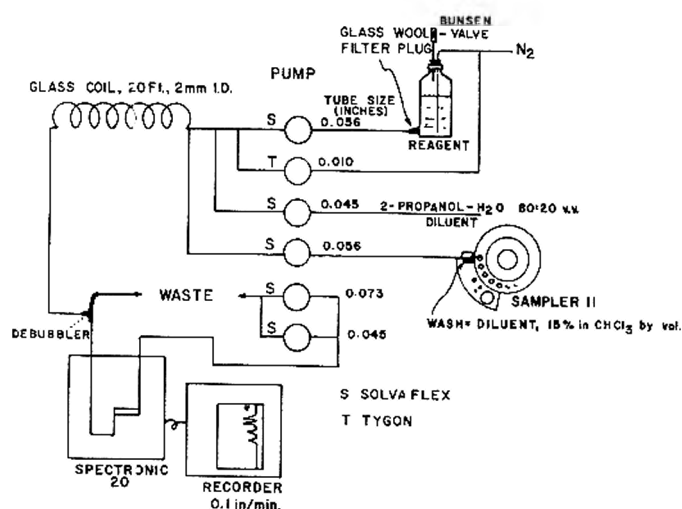 BUNSEN
VALVE
GLASS WOOL
FILTER PLUG
N2
PUMP
GLASS COIL, 20 Ft., 2mm I.D.
TUBE SIZE
(INCHES)
S 0.056
REAGENT
T 0.010
S 0.045 2-PROPANOL-H2O 80:20 v.v.
DILUENT
S 0.056
SAMPLER II
WASH= DILUENT, 15% in CHCl3 by vol.
WASTE
S 0.073
S 0.045
DEBUBBLER
S SOLVAFLEX
T TYGON
SPECTRONIC
20
RECORDER
0.1 in/min.